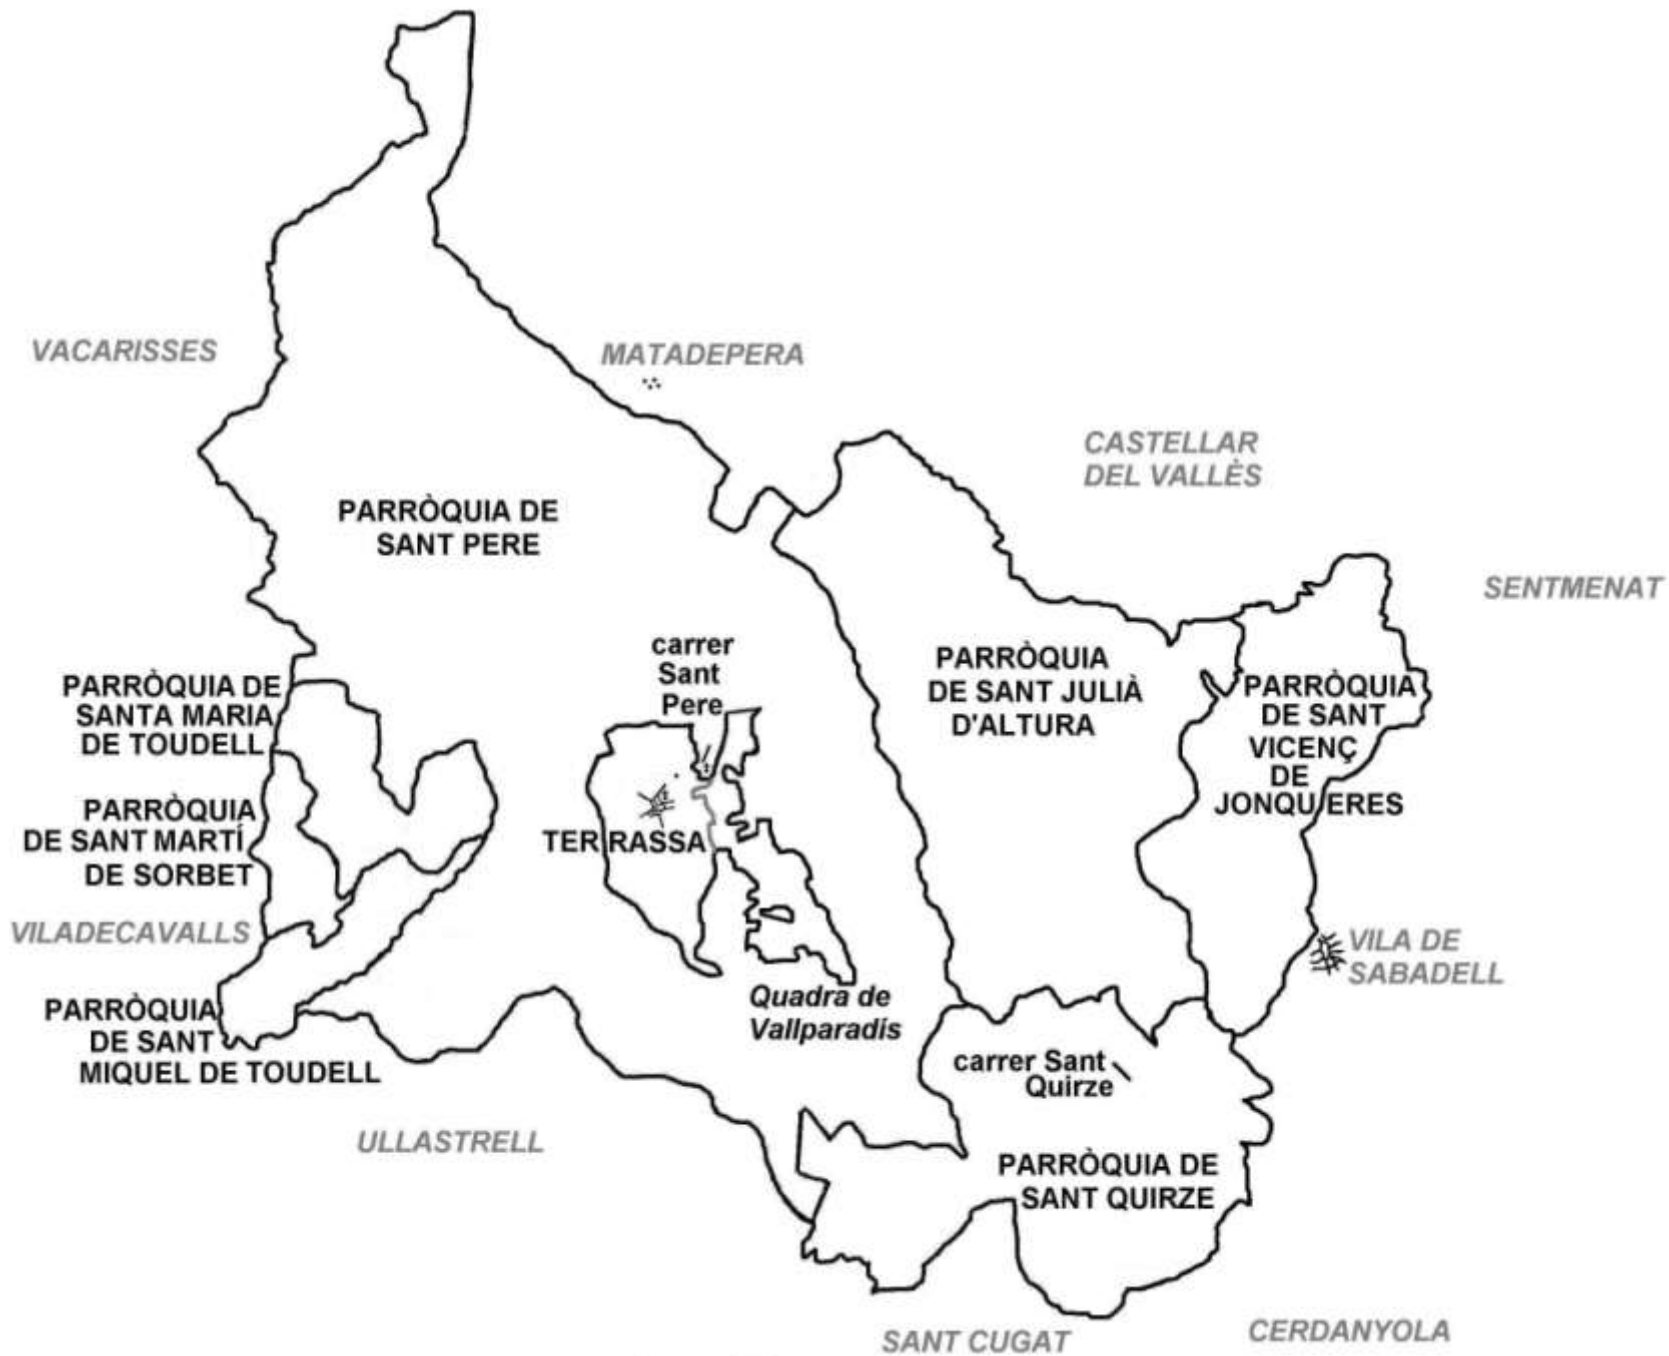 VACARISSES
MATADEPERA
CASTELLAR
DEL VALLÈS
PARRÒQUIA DE
SANT PERE
SENTMENAT
carrer
Sant
Pere
PARRÒQUIA
DE SANT JULIÀ
D'ALTURA
PARRÒQUIA DE
SANTA MARIA
DE TOUDELL
PARRÒQUIA
DE SANT
VICENÇ
DE
JONQUIERES
PARRÒQUIA
DE SANT MARTÍ
DE SORBET
TERRASSA
VILADECAVALLS
VILA DE
SABADELL
Quadra de
Vallparadís
PARRÒQUIA
DE SANT
MIQUEL DE TOUDELL
carrer Sant
Quirze
ULLASTRELL
PARRÒQUIA DE
SANT QUIRZE
SANT CUGAT
CERDANYOLA